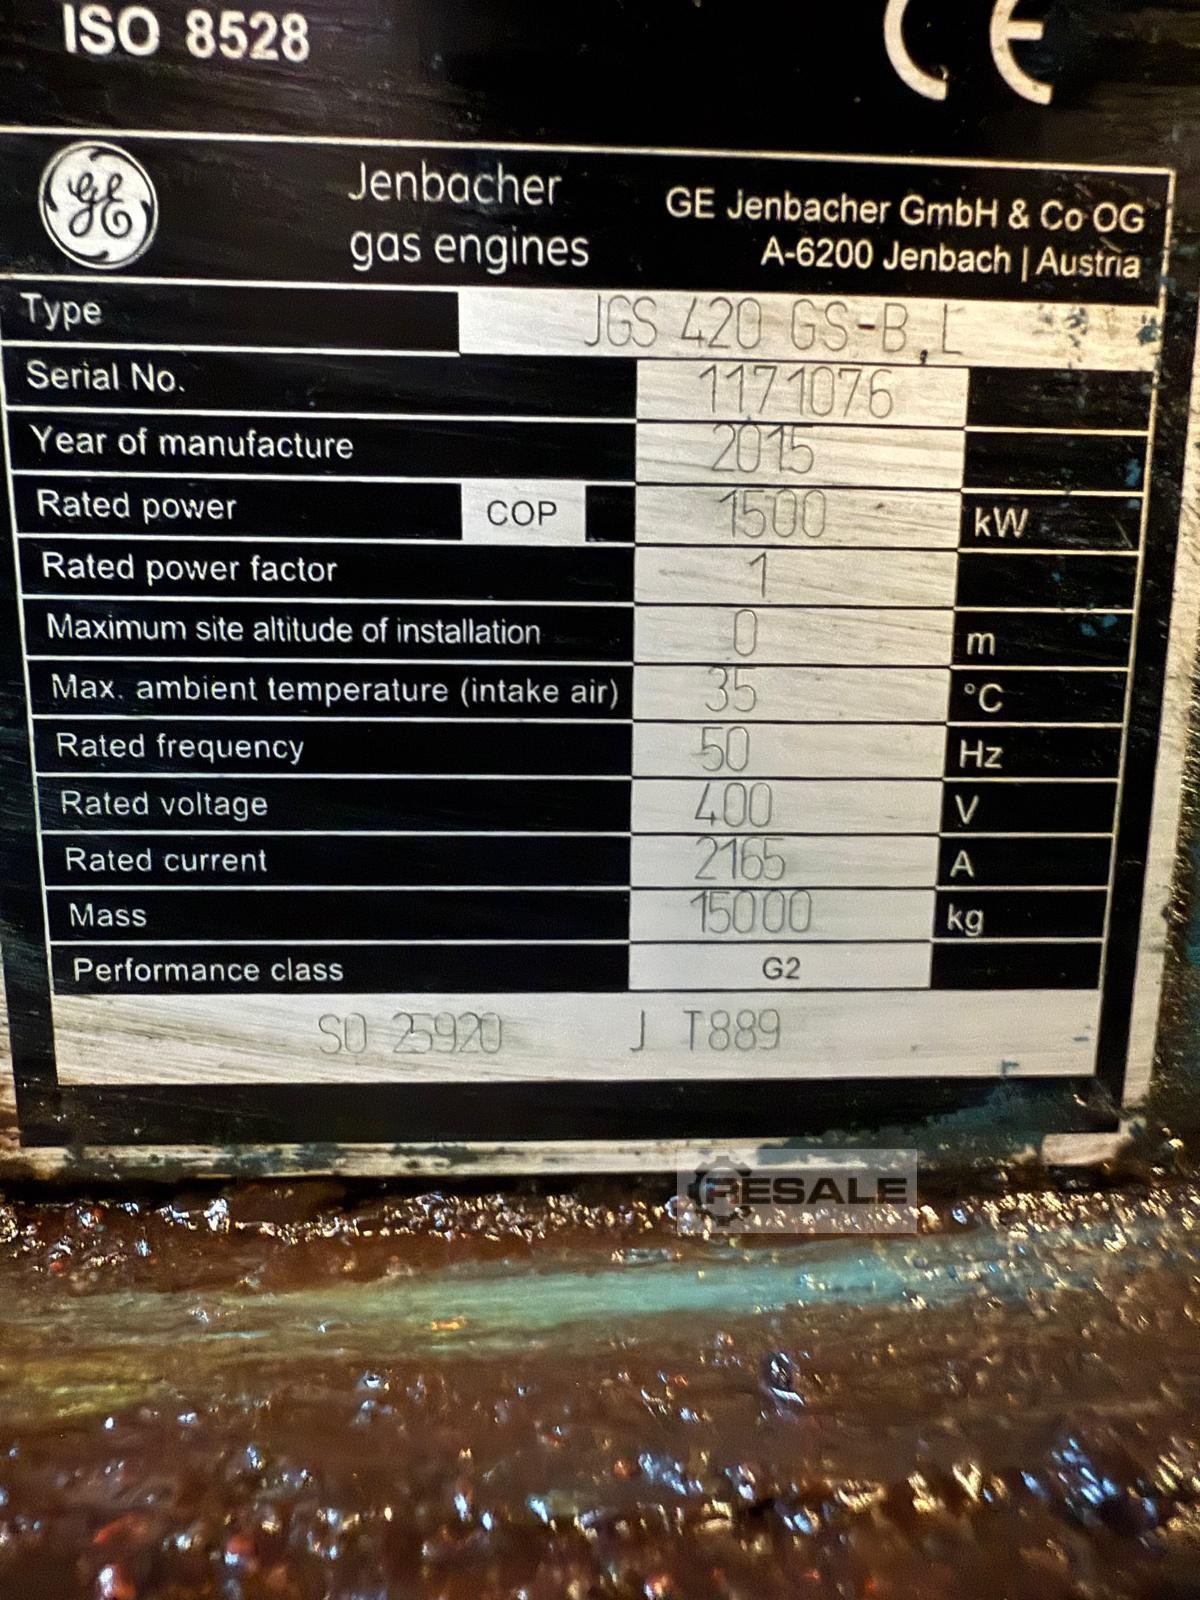 ISO 8528
CE
GE
Jenbacher
gas engines
GE Jenbacher GmbH & Co OG
A-6200 Jenbach | Austria
Type JGS 420 GS-B,L
Serial No. 1171076
Year of manufacture 2015
Rated power COP 1500 kW
Rated power factor 1
Maximum site altitude of installation 0 m
Max. ambient temperature (intake air) 35 °C
Rated frequency 50 Hz
Rated voltage 400 V
Rated current 2165 A
Mass 15000 kg
Performance class G2
SO 25920 J T889
RESALE